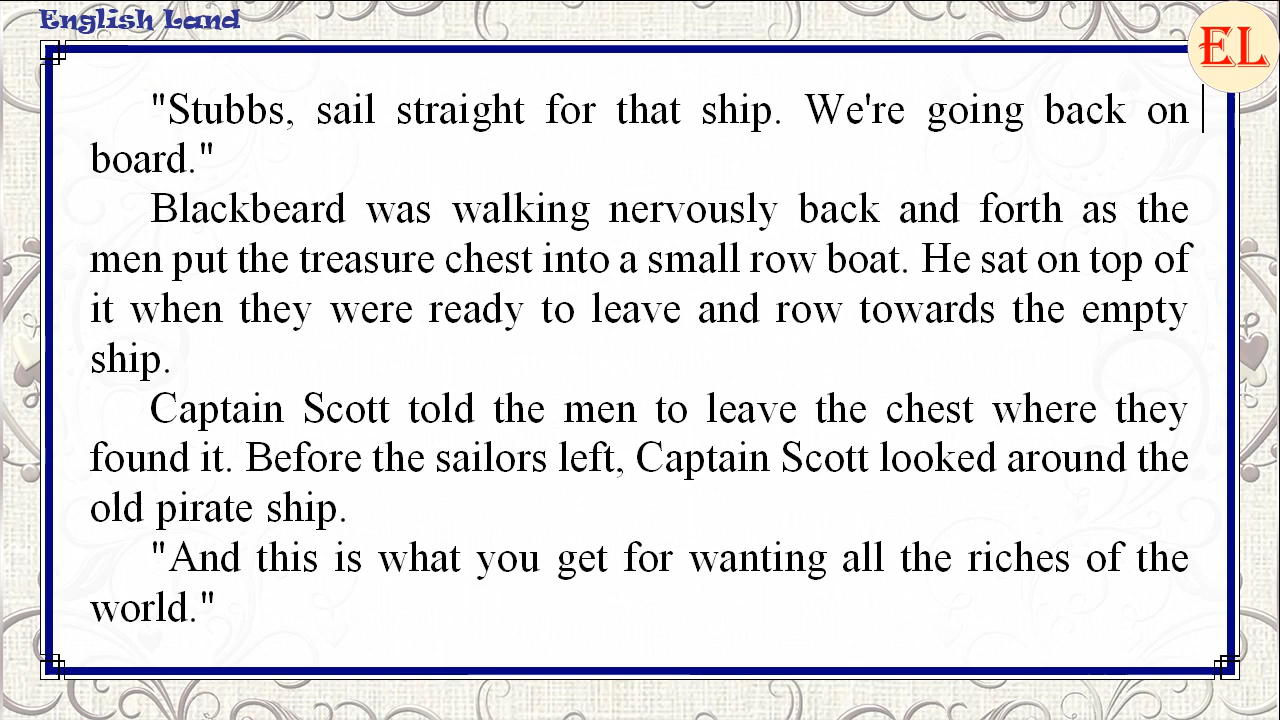 English Land
EL
"Stubbs, sail straight for that ship. We're going back on
board."
Blackbeard was walking nervously back and forth as the
men put the treasure chest into a small row boat. He sat on top of
it when they were ready to leave and row towards the empty
ship.
Captain Scott told the men to leave the chest where they
found it. Before the sailors left, Captain Scott looked around the
old pirate ship.
"And this is what you get for wanting all the riches of the
world."